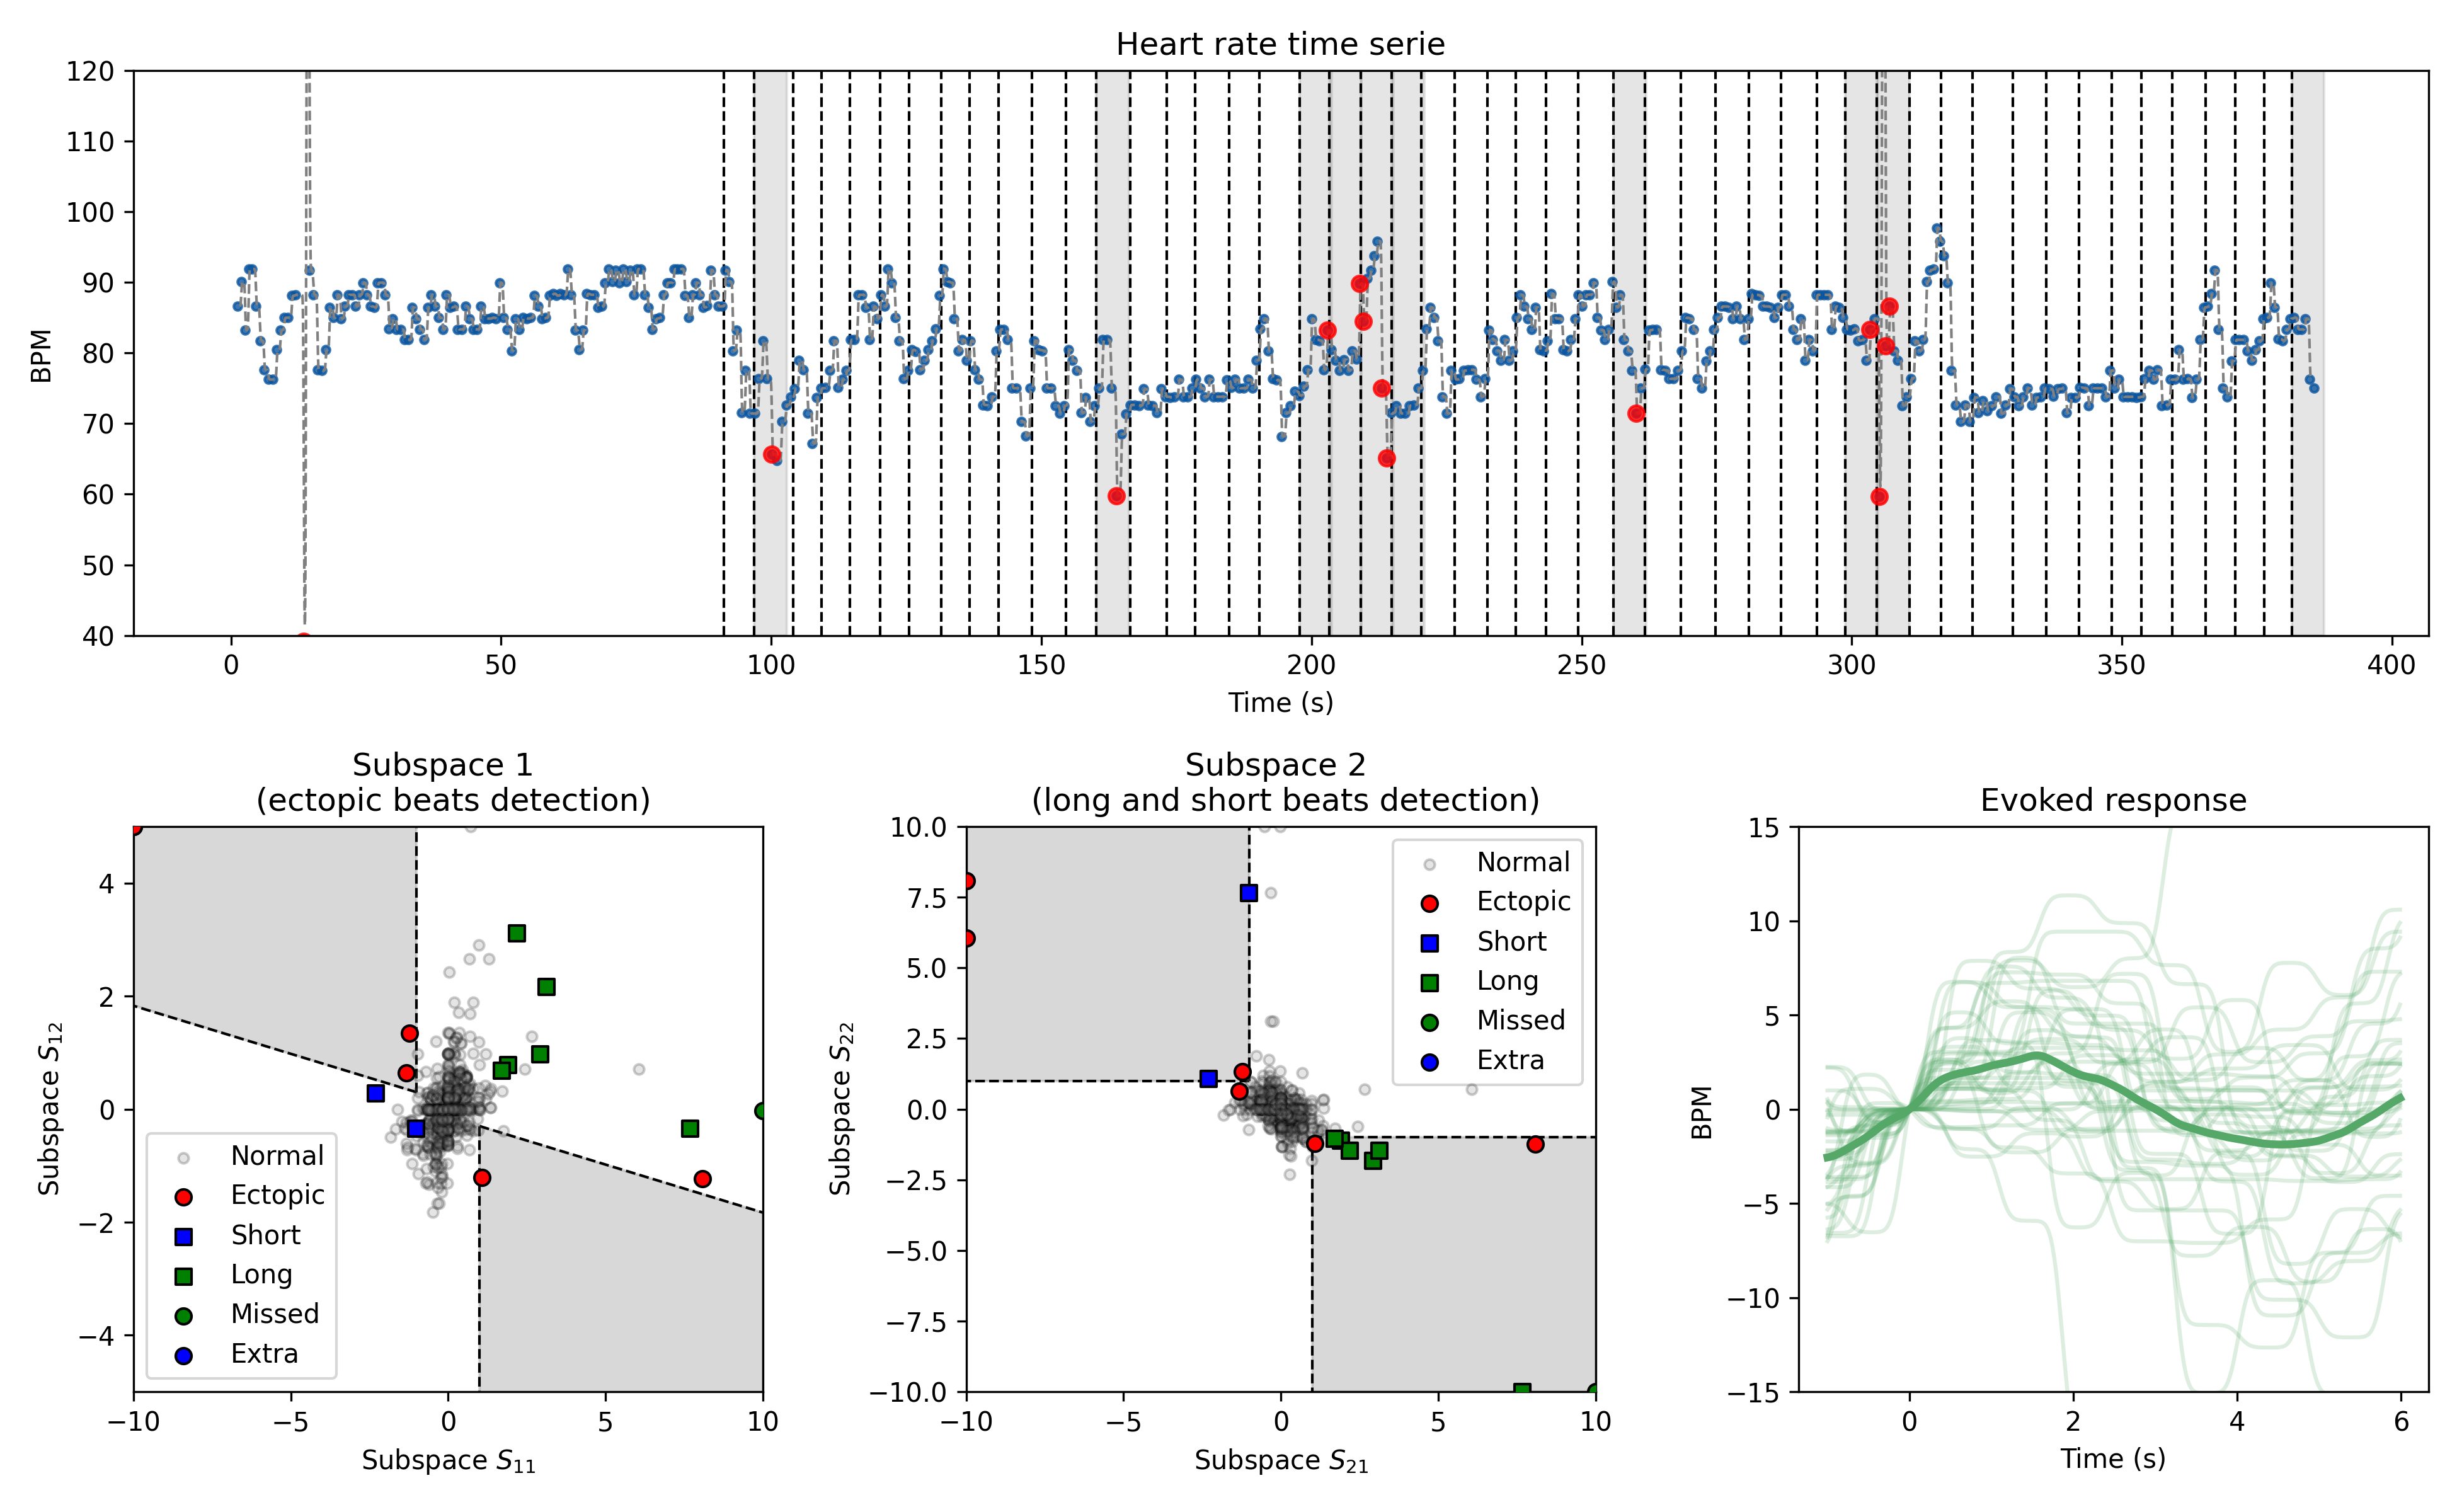 Heart rate time serie
120
110
100
90
80
70
60
50
40
BPM
0
50
100
150
200
250
300
350
400
Time (s)
Subspace 1
(ectopic beats detection)
4
2
0
−2
−4
Subspace S12
Normal
Ectopic
Short
Long
Missed
Extra
−10
−5
0
5
10
Subspace S11
Subspace 2
(long and short beats detection)
10.0
7.5
5.0
2.5
0.0
−2.5
−5.0
−7.5
−10.0
Subspace S22
Normal
Ectopic
Short
Long
Missed
Extra
−10
−5
0
5
10
Subspace S21
Evoked response
15
10
5
0
−5
−10
−15
BPM
0
2
4
6
Time (s)